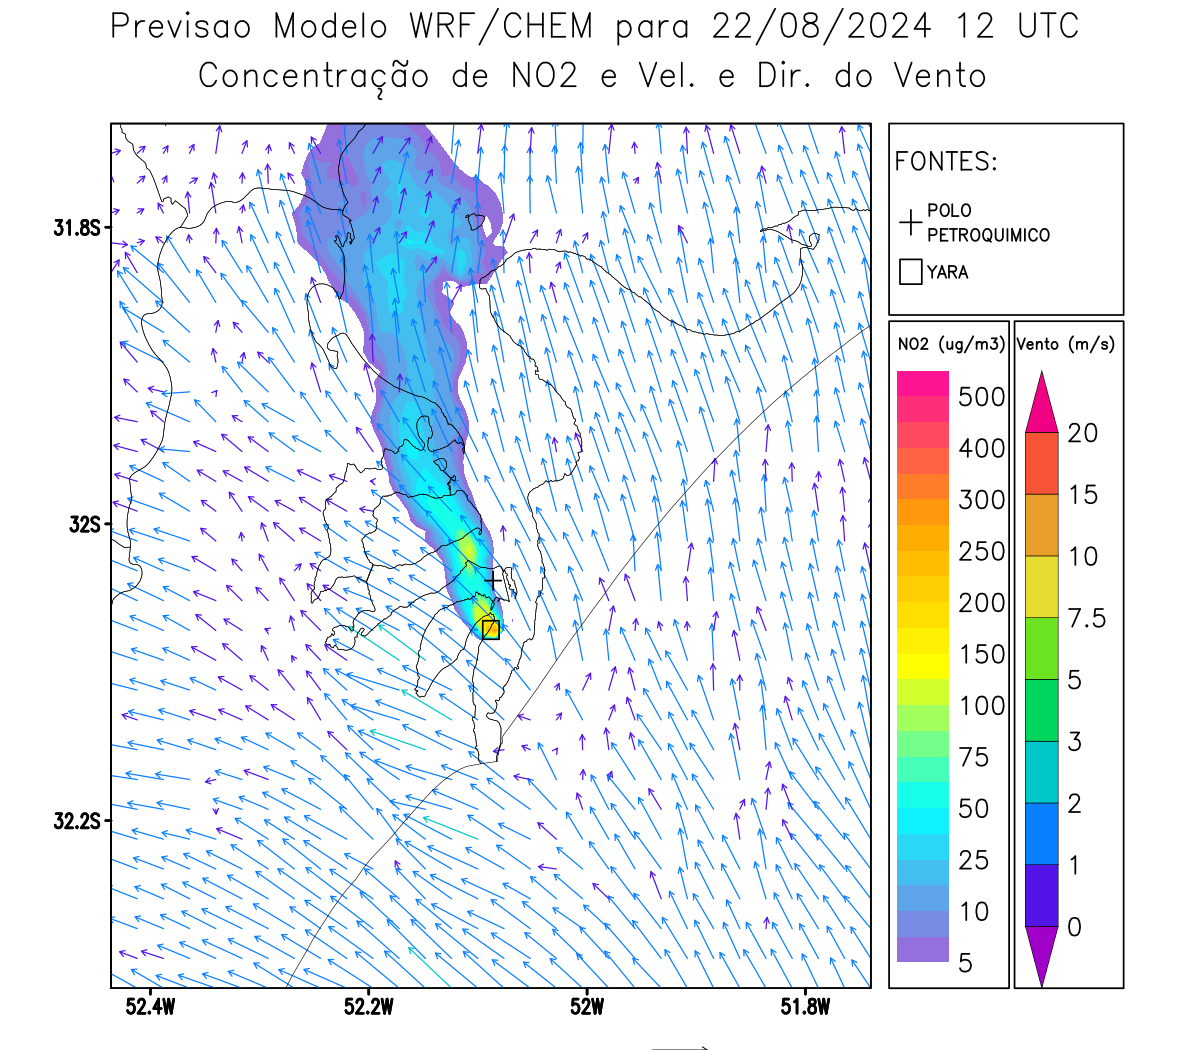 Previsao Modelo WRF/CHEM para 22/08/2024 12 UTC
Concentração de NO2 e Vel. e Dir. do Vento
FONTES:
POLO
PETROQUIMICO
YARA
NO2 (ug/m3)
500
400
300
250
200
150
100
75
50
25
10
5
Vento (m/s)
20
15
10
7.5
5
3
2
1
0
31.8S
32S
32.2S
52.4W
52.2W
52W
51.8W